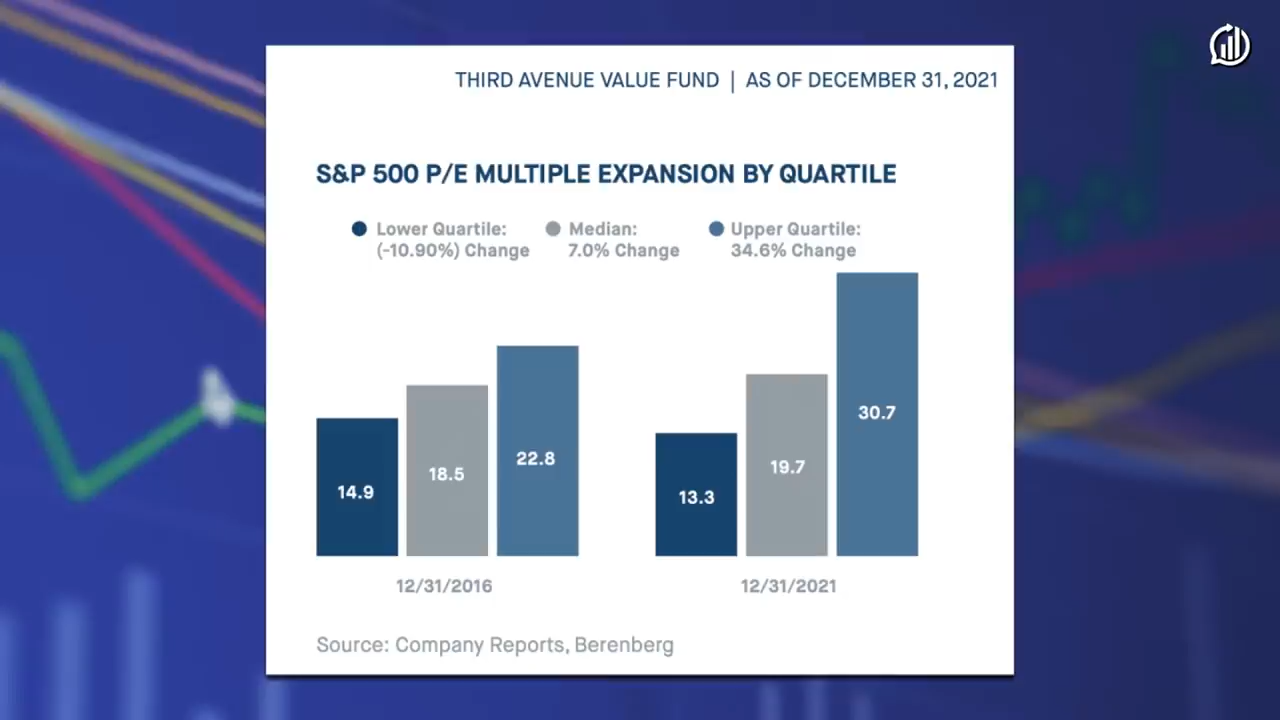 THIRD AVENUE VALUE FUND | AS OF DECEMBER 31, 2021
S&P 500 P/E MULTIPLE EXPANSION BY QUARTILE
Lower Quartile:
(-10.90%) Change
Median:
7.0% Change
Upper Quartile:
34.6% Change
14.9
18.5
22.8
13.3
19.7
30.7
12/31/2016
12/31/2021
Source: Company Reports, Berenberg